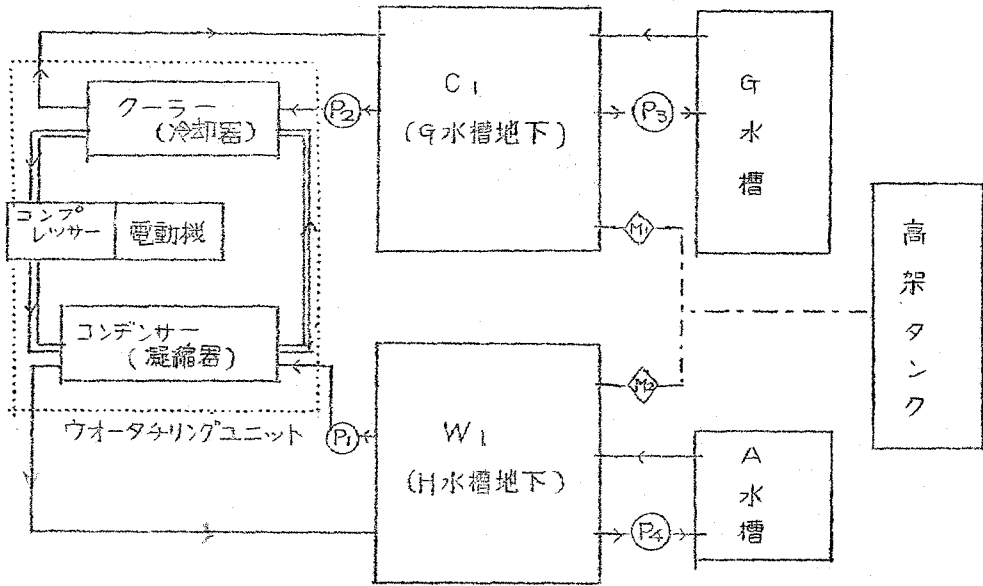 クーラー
(冷却器)
P2
C1
(G水槽地下)
P3
G
水
槽
コンプ
レッサー
電動機
M1
高
架
タ
ン
ク
コンデンサー
(凝縮器)
ウオータチリングユニット
P1
W1
(H水槽地下)
M2
P4
A
水
槽